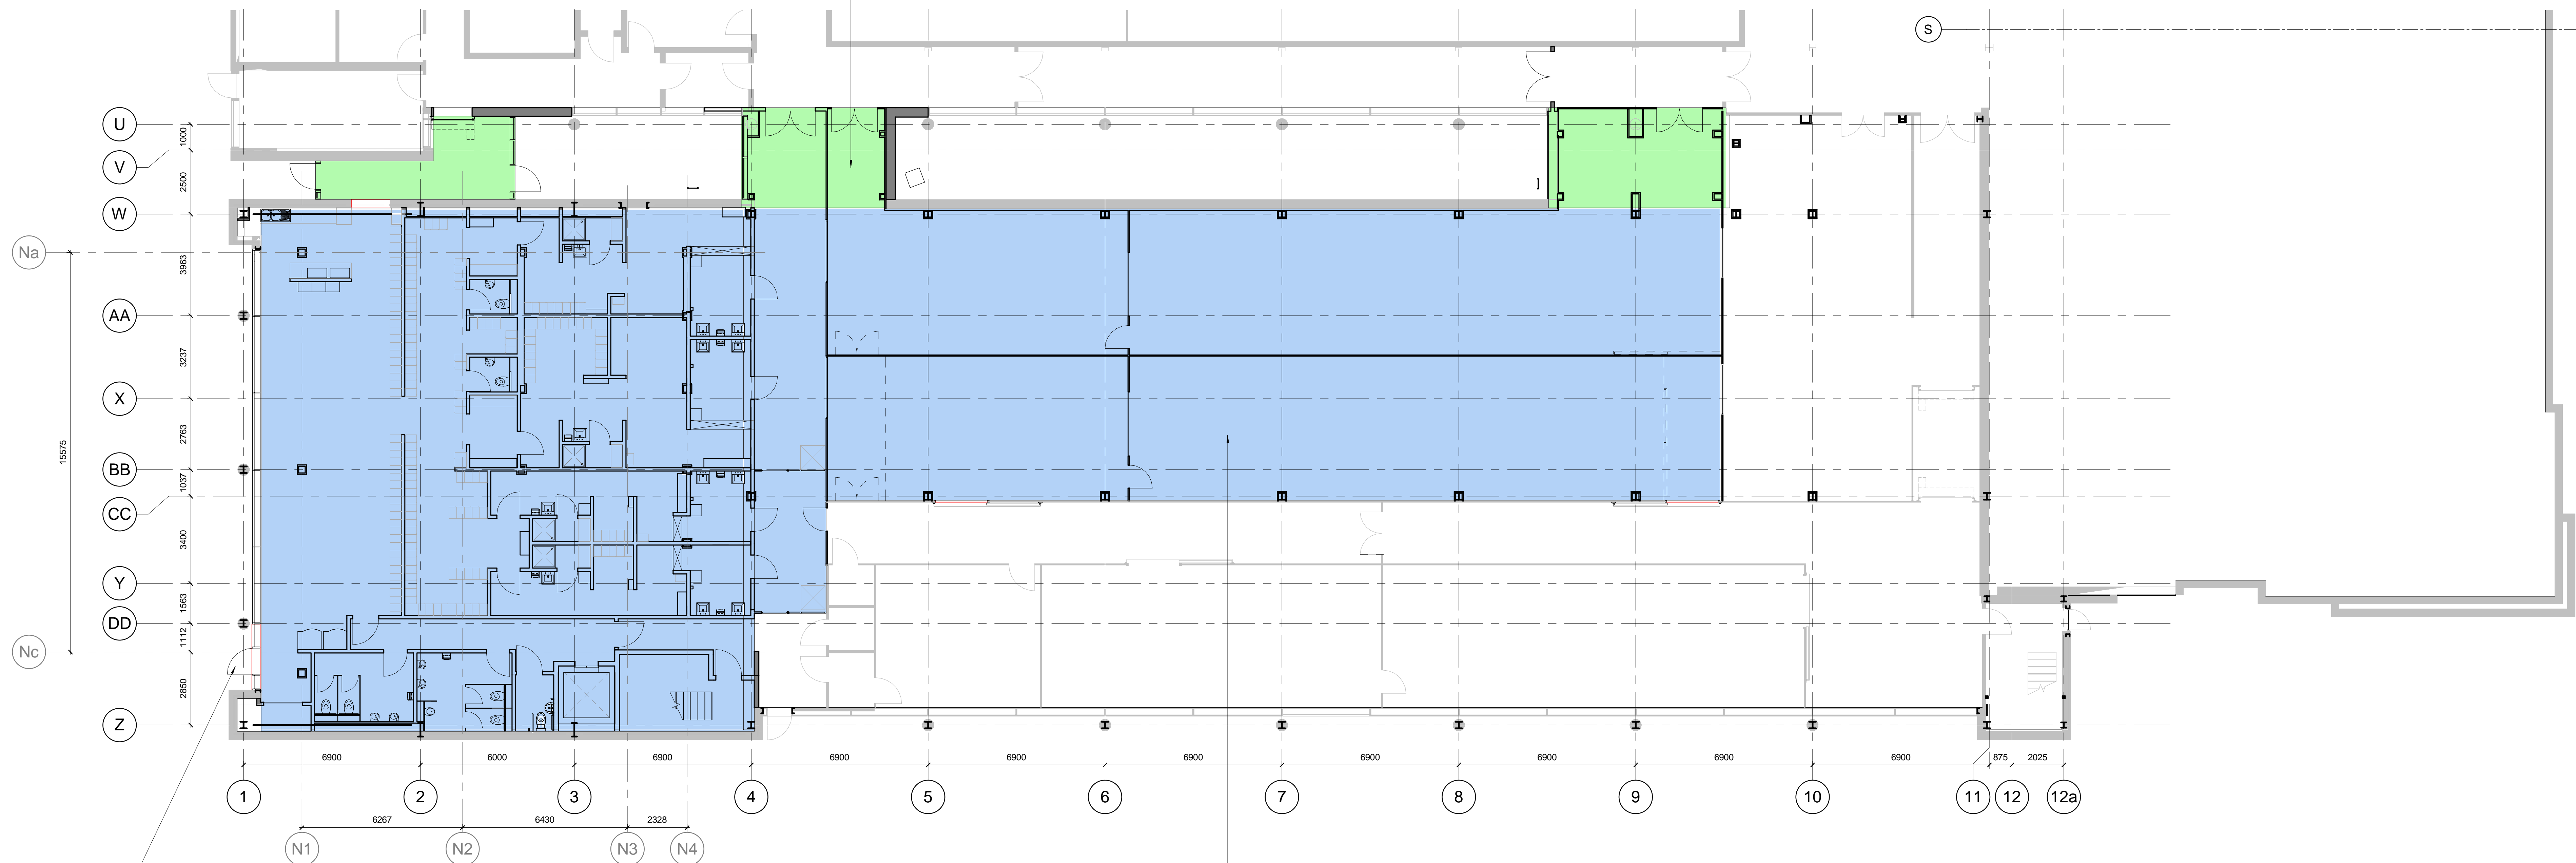 S
U
1000
V
2500
W
Na
3963
AA
3237
X
2763
15575
BB
1037
CC
3400
Y
1563
DD
1112
Nc
2850
Z
6900 6000 6900 6900 6900 6900 6900 6900 6900 6900 875 2025
1 2 3 4 5 6 7 8 9 10 11 12 12a
6267 6430 2328
N1 N2 N3 N4